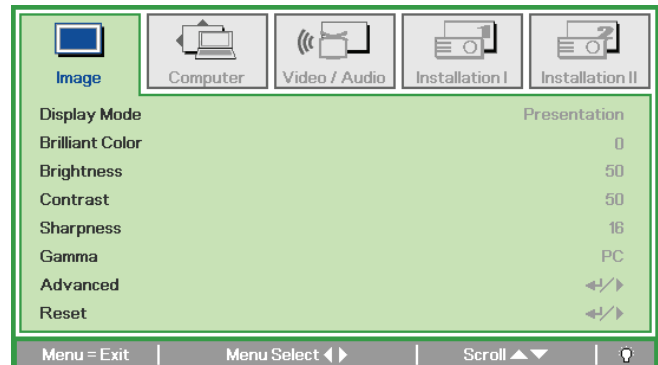 Image Computer Video / Audio Installation I Installation II
Display Mode Presentation
Brilliant Color 0
Brightness 50
Contrast 50
Sharpness 16
Gamma PC
Advanced ↵/▶
Reset ↵/▶
Menu = Exit Menu Select ◀▶ Scroll ▲▼